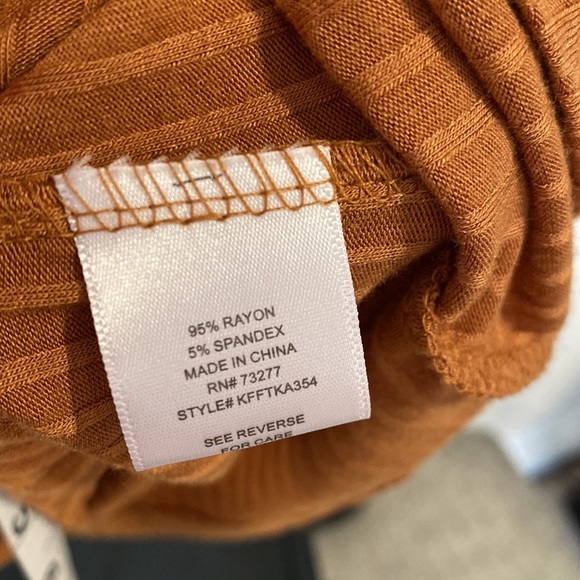 95% RAYON
5% SPANDEX
MADE IN CHINA
RN# 73277
STYLE# KFFTKA354
SEE REVERSE
FOR CARE